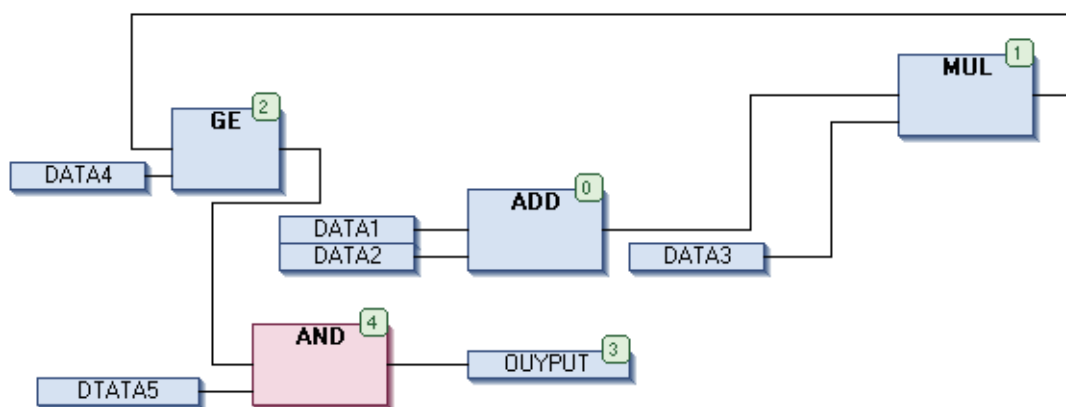 MUL 1
GE 2
DATA4
ADD 0
DATA1
DATA2
DATA3
AND 4
OUYPUT 3
DTATA5